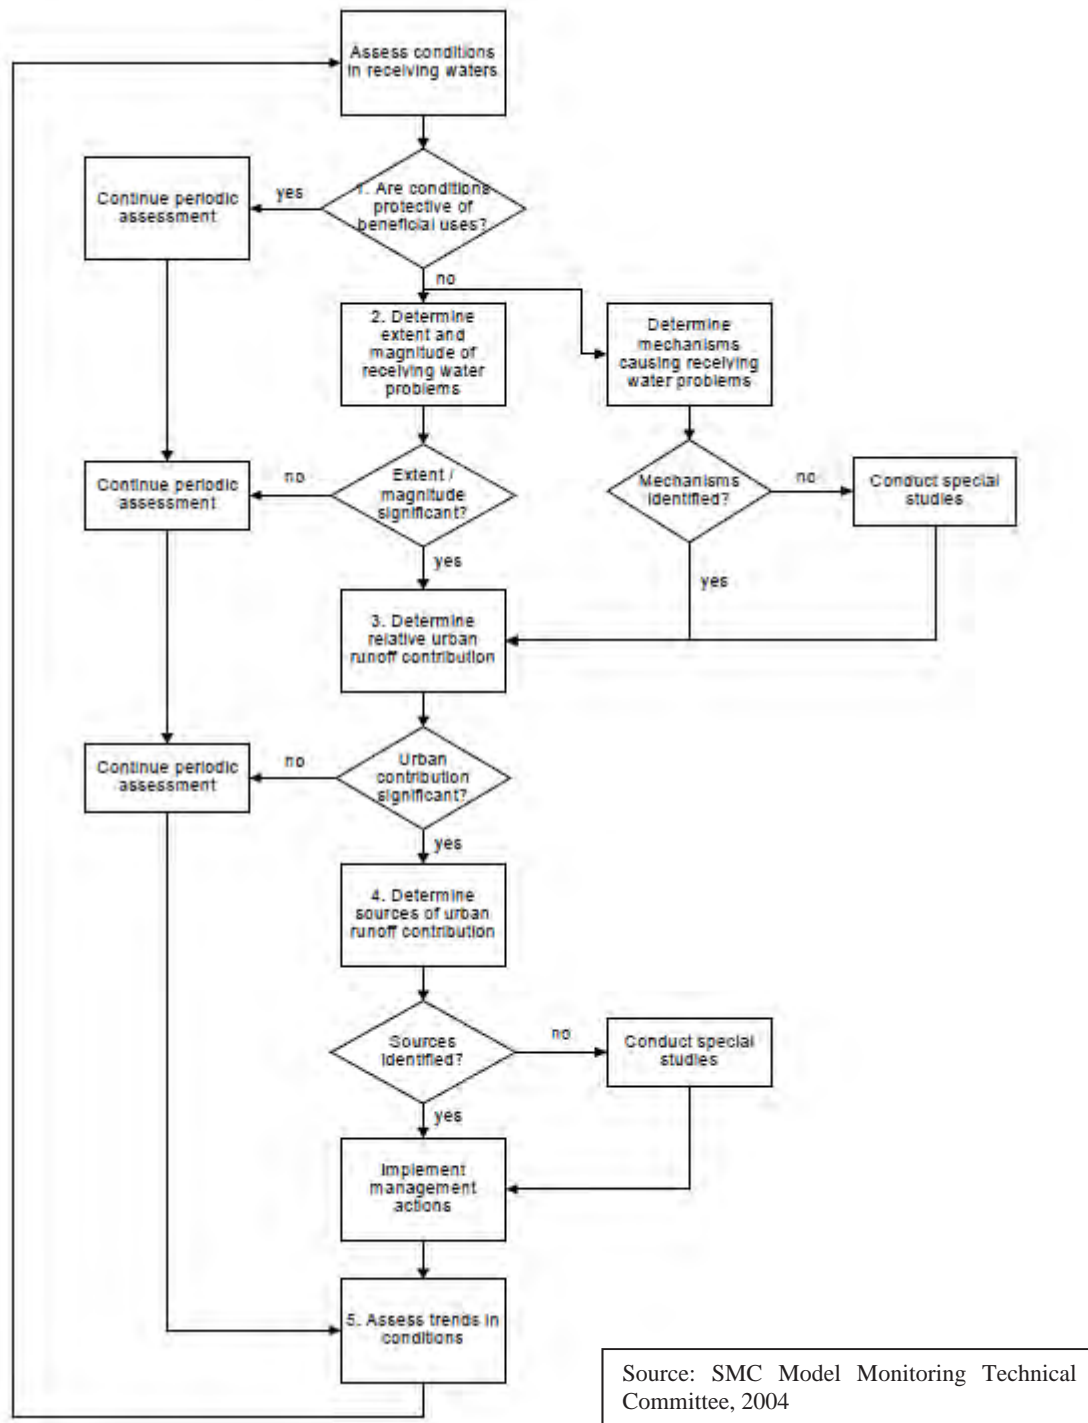 Assess conditions
in receiving waters
1. Are conditions
protective of
beneficial uses?
yes
Continue periodic
assessment
no
2. Determine
extent and
magnitude of
receiving water
problems
Determine
mechanisms
causing receiving
water problems
Extent /
magnitude
significant?
no
Continue periodic
assessment
Mechanisms
identified?
no
Conduct special
studies
yes
yes
3. Determine
relative urban
runoff contribution
Urban
contribution
significant?
no
Continue periodic
assessment
yes
4. Determine
sources of urban
runoff contribution
Sources
identified?
no
Conduct special
studies
yes
Implement
management
actions
5. Assess trends in
conditions
Source: SMC Model Monitoring Technical
Committee, 2004